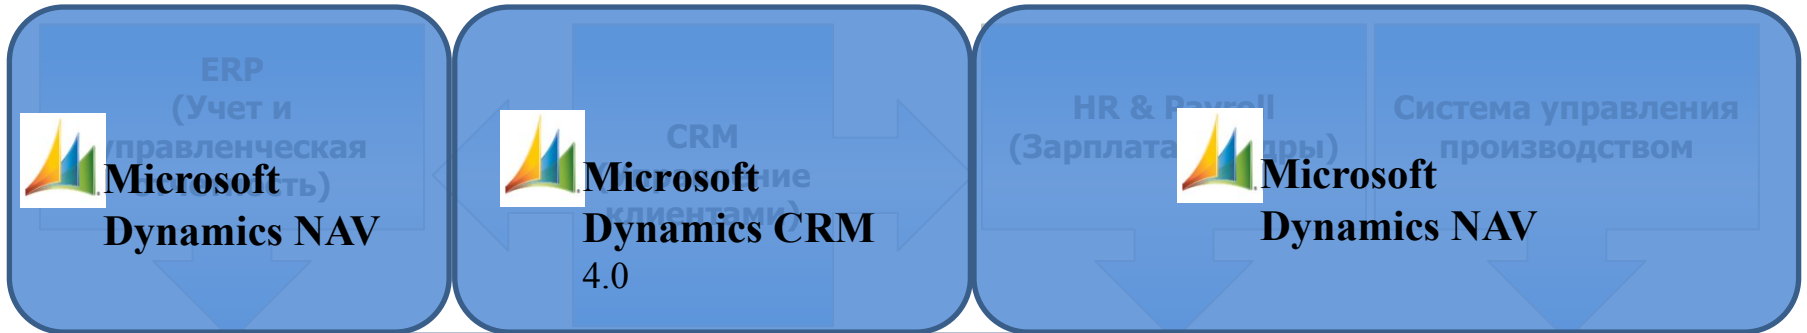 ERP
(Учет и
управленческая
Microsoft
Dynamics NAV
CRM
Microsoft
Dynamics CRM
клиентами)
4.0
HR & Payroll
(Зарплата
Microsoft
Dynamics NAV
Система управления
производством